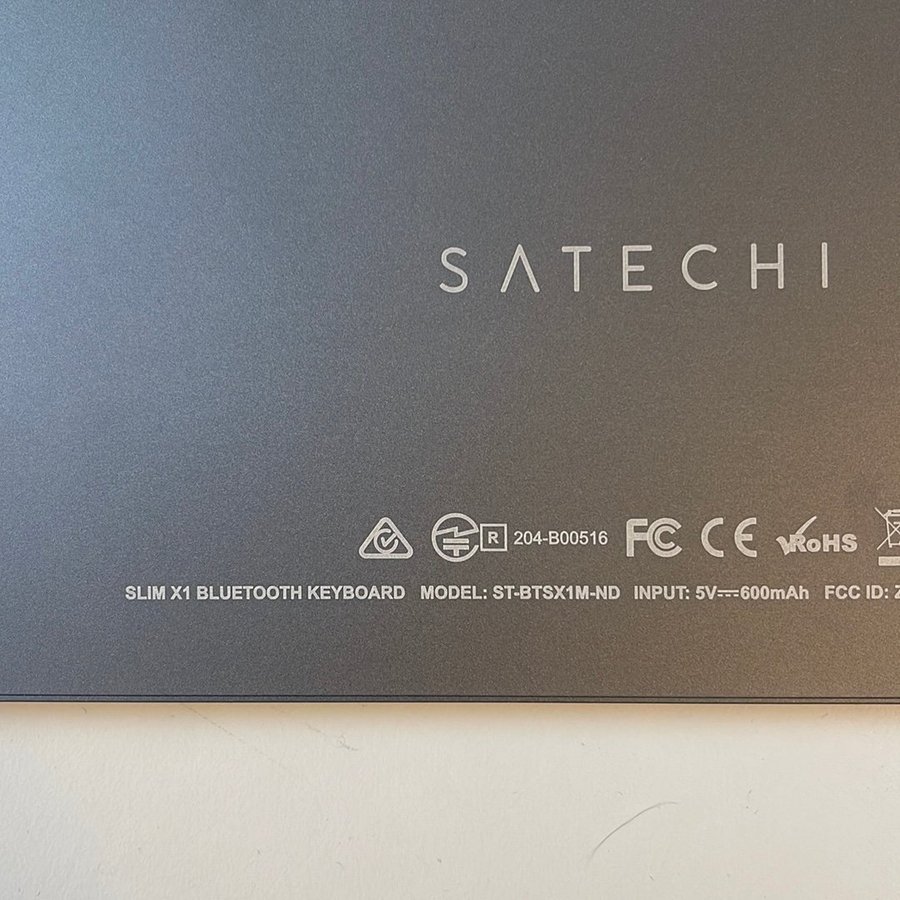 SATECHI
R 204-B00516 FC CE RoHS
SLIM X1 BLUETOOTH KEYBOARD MODEL: ST-BTSX1M-ND INPUT: 5V⎓600mAh FCC ID: